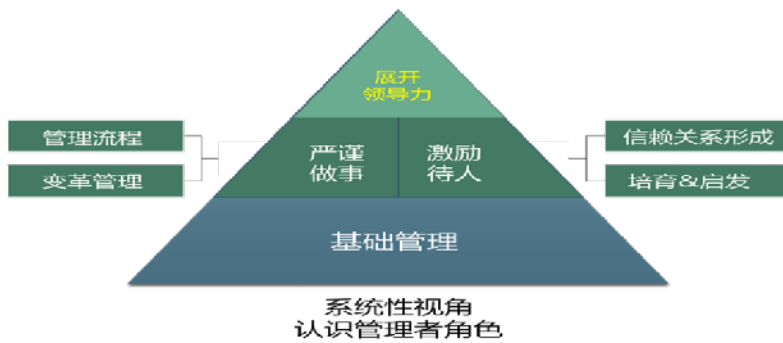 展开
领导力
管理流程
变革管理
严谨
做事
激励
待人
信赖关系形成
培育&启发
基础管理
系统性视角
认识管理者角色